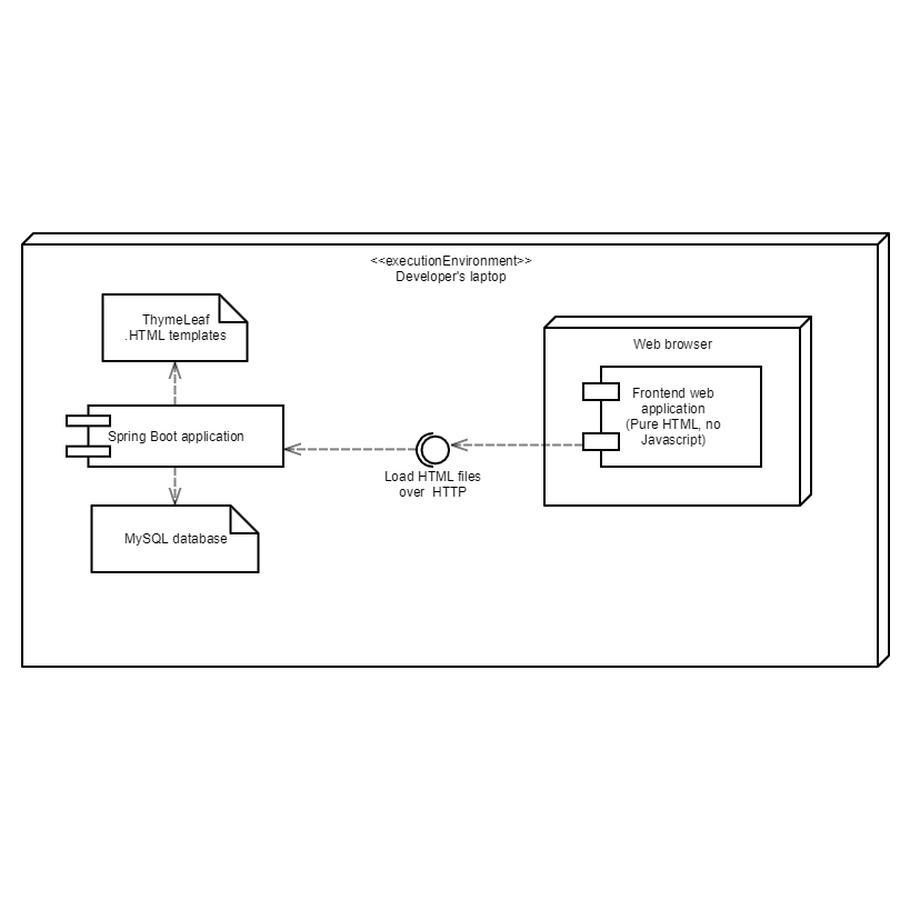 <<executionEnvironment>>
Developer's laptop
ThymeLeaf
.HTML templates
Web browser
Frontend web
application
(Pure HTML, no
Javascript)
Spring Boot application
Load HTML files
over HTTP
MySQL database